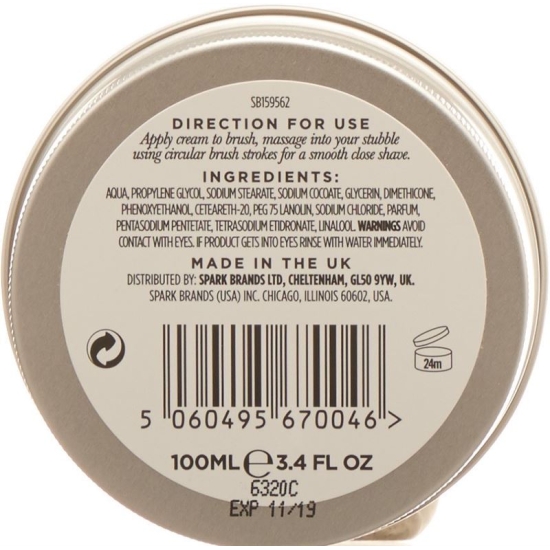 SB159562
DIRECTION FOR USE
Apply cream to brush, massage into your stubble
using circular brush strokes for a smooth close shave.
INGREDIENTS:
AQUA, PROPYLENE GLYCOL, SODIUM STEARATE, SODIUM COCOATE, GLYCERIN, DIMETHICONE,
PHENOXYETHANOL, CETEARETH-20, PEG 75 LANOLIN, SODIUM CHLORIDE, PARFUM,
PENTASODIUM PENTETATE, TETRASODIUM ETIDRONATE, LINALOOL. WARNINGS AVOID
CONTACT WITH EYES. IF PRODUCT GETS INTO EYES RINSE WITH WATER IMMEDIATELY.
MADE IN THE UK
DISTRIBUTED BY: SPARK BRANDS LTD, CHELTENHAM, GL50 9YW, UK.
SPARK BRANDS (USA) INC. CHICAGO, ILLINOIS 60602, USA.
24m
5 060495 670046 >
100ML ℮ 3.4 FL OZ
6320C
EXP 11/19